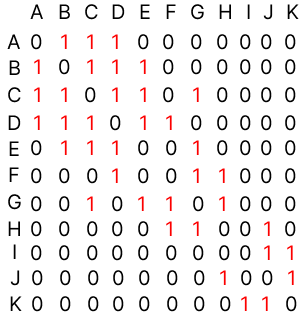 A B C D E F G H I J K
A 0 1 1 1 0 0 0 0 0 0 0
B 1 0 1 1 1 0 0 0 0 0 0
C 1 1 0 1 1 0 1 0 0 0 0
D 1 1 1 0 1 1 0 0 0 0 0
E 0 1 1 1 0 0 1 0 0 0 0
F 0 0 0 1 0 0 1 1 0 0 0
G 0 0 1 0 1 1 0 1 0 0 0
H 0 0 0 0 0 1 1 0 0 1 0
I 0 0 0 0 0 0 0 0 0 1 1
J 0 0 0 0 0 0 0 1 0 0 1
K 0 0 0 0 0 0 0 0 1 1 0